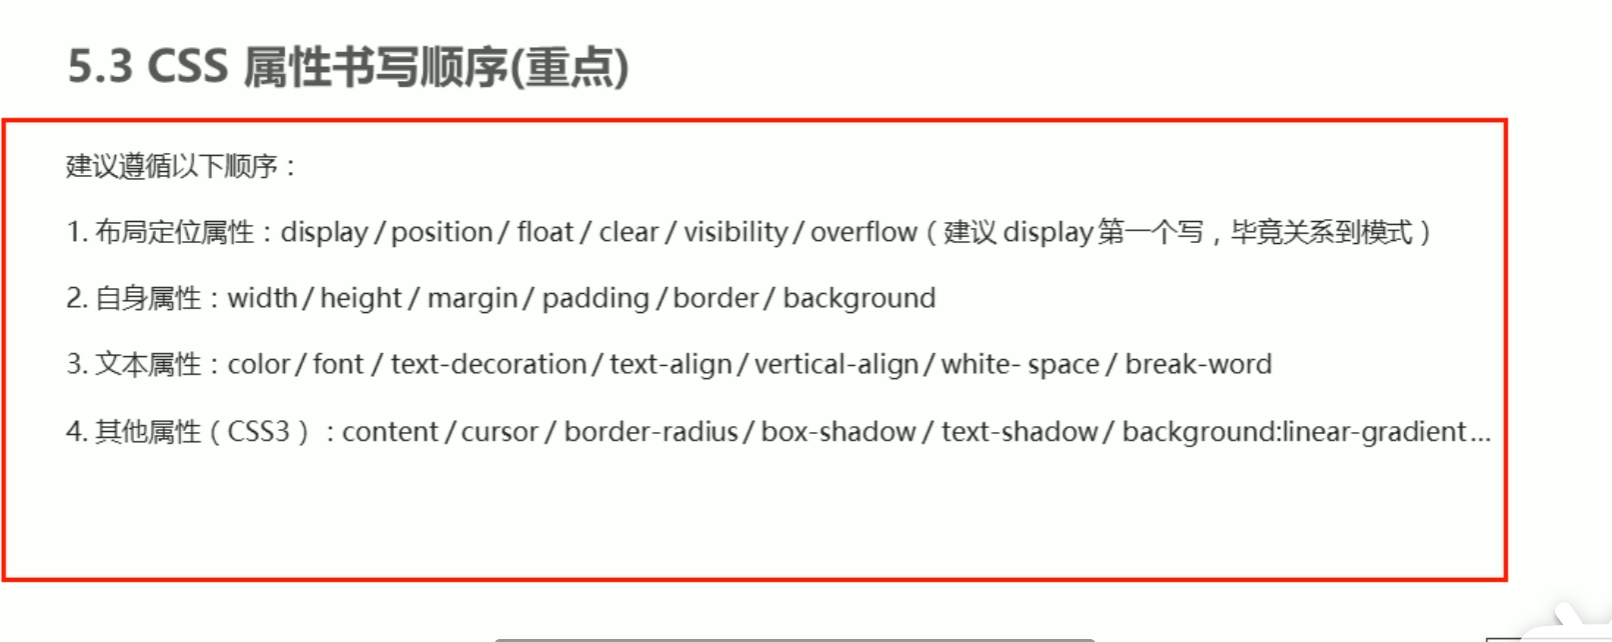 5.3 CSS 属性书写顺序(重点)
建议遵循以下顺序：
1. 布局定位属性：display / position / float / clear / visibility / overflow（建议 display 第一个写，毕竟关系到模式）
2. 自身属性：width / height / margin / padding / border / background
3. 文本属性：color / font / text-decoration / text-align / vertical-align / white- space / break-word
4. 其他属性（CSS3）：content / cursor / border-radius / box-shadow / text-shadow / background:linear-gradient...